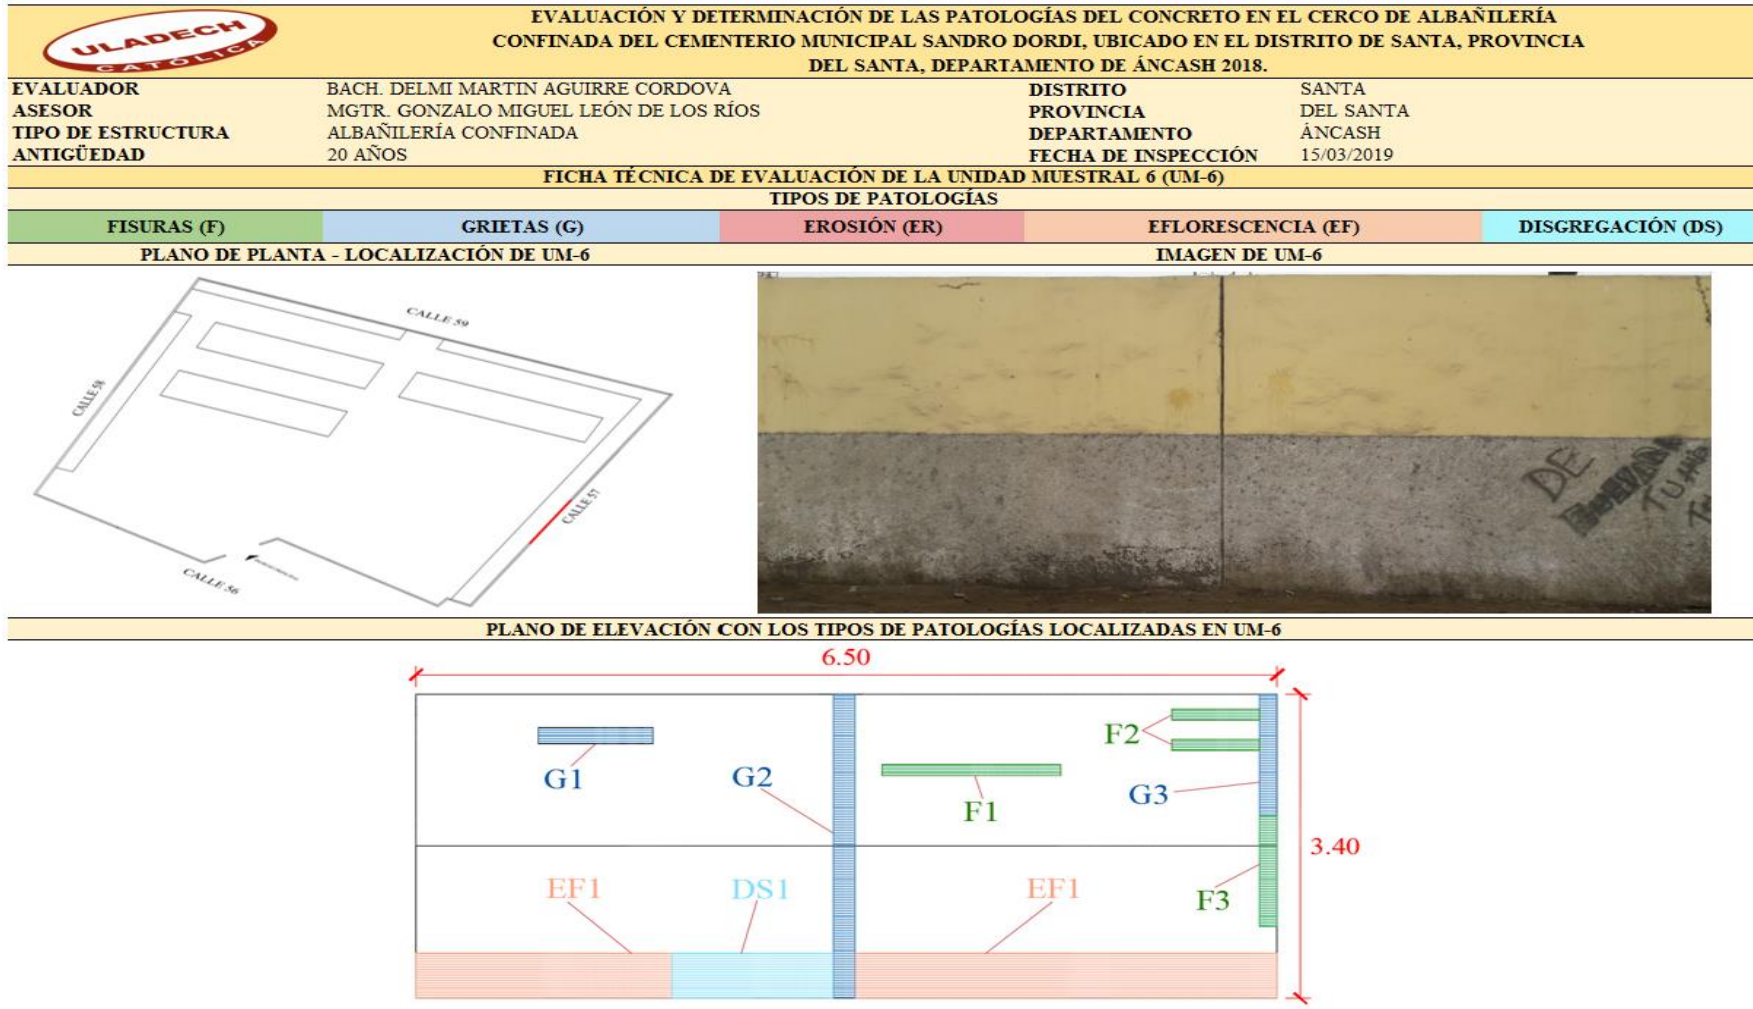 ULADECH
CATÓLICA
EVALUACIÓN Y DETERMINACIÓN DE LAS PATOLOGÍAS DEL CONCRETO EN EL CERCO DE ALBAÑILERÍA
CONFINADA DEL CEMENTERIO MUNICIPAL SANDRO DORDI, UBICADO EN EL DISTRITO DE SANTA, PROVINCIA
DEL SANTA, DEPARTAMENTO DE ÁNCASH 2018.
EVALUADOR BACH. DELMI MARTIN AGUIRRE CORDOVA DISTRITO SANTA
ASESOR MGTR. GONZALO MIGUEL LEÓN DE LOS RÍOS PROVINCIA DEL SANTA
TIPO DE ESTRUCTURA ALBAÑILERÍA CONFINADA DEPARTAMENTO ÁNCASH
ANTIGÜEDAD 20 AÑOS FECHA DE INSPECCIÓN 15/03/2019
FICHA TÉCNICA DE EVALUACIÓN DE LA UNIDAD MUESTRAL 6 (UM-6)
TIPOS DE PATOLOGÍAS
FISURAS (F) GRIETAS (G) EROSIÓN (ER) EFLORESCENCIA (EF) DISGREGACIÓN (DS)
PLANO DE PLANTA - LOCALIZACIÓN DE UM-6 IMAGEN DE UM-6
CALLE 59
CALLE 58
CALLE 57
CALLE 56
DE
TU
PLANO DE ELEVACIÓN CON LOS TIPOS DE PATOLOGÍAS LOCALIZADAS EN UM-6
6.50
F2
G1 G2 G3
F1
3.40
EF1 DS1 EF1 F3